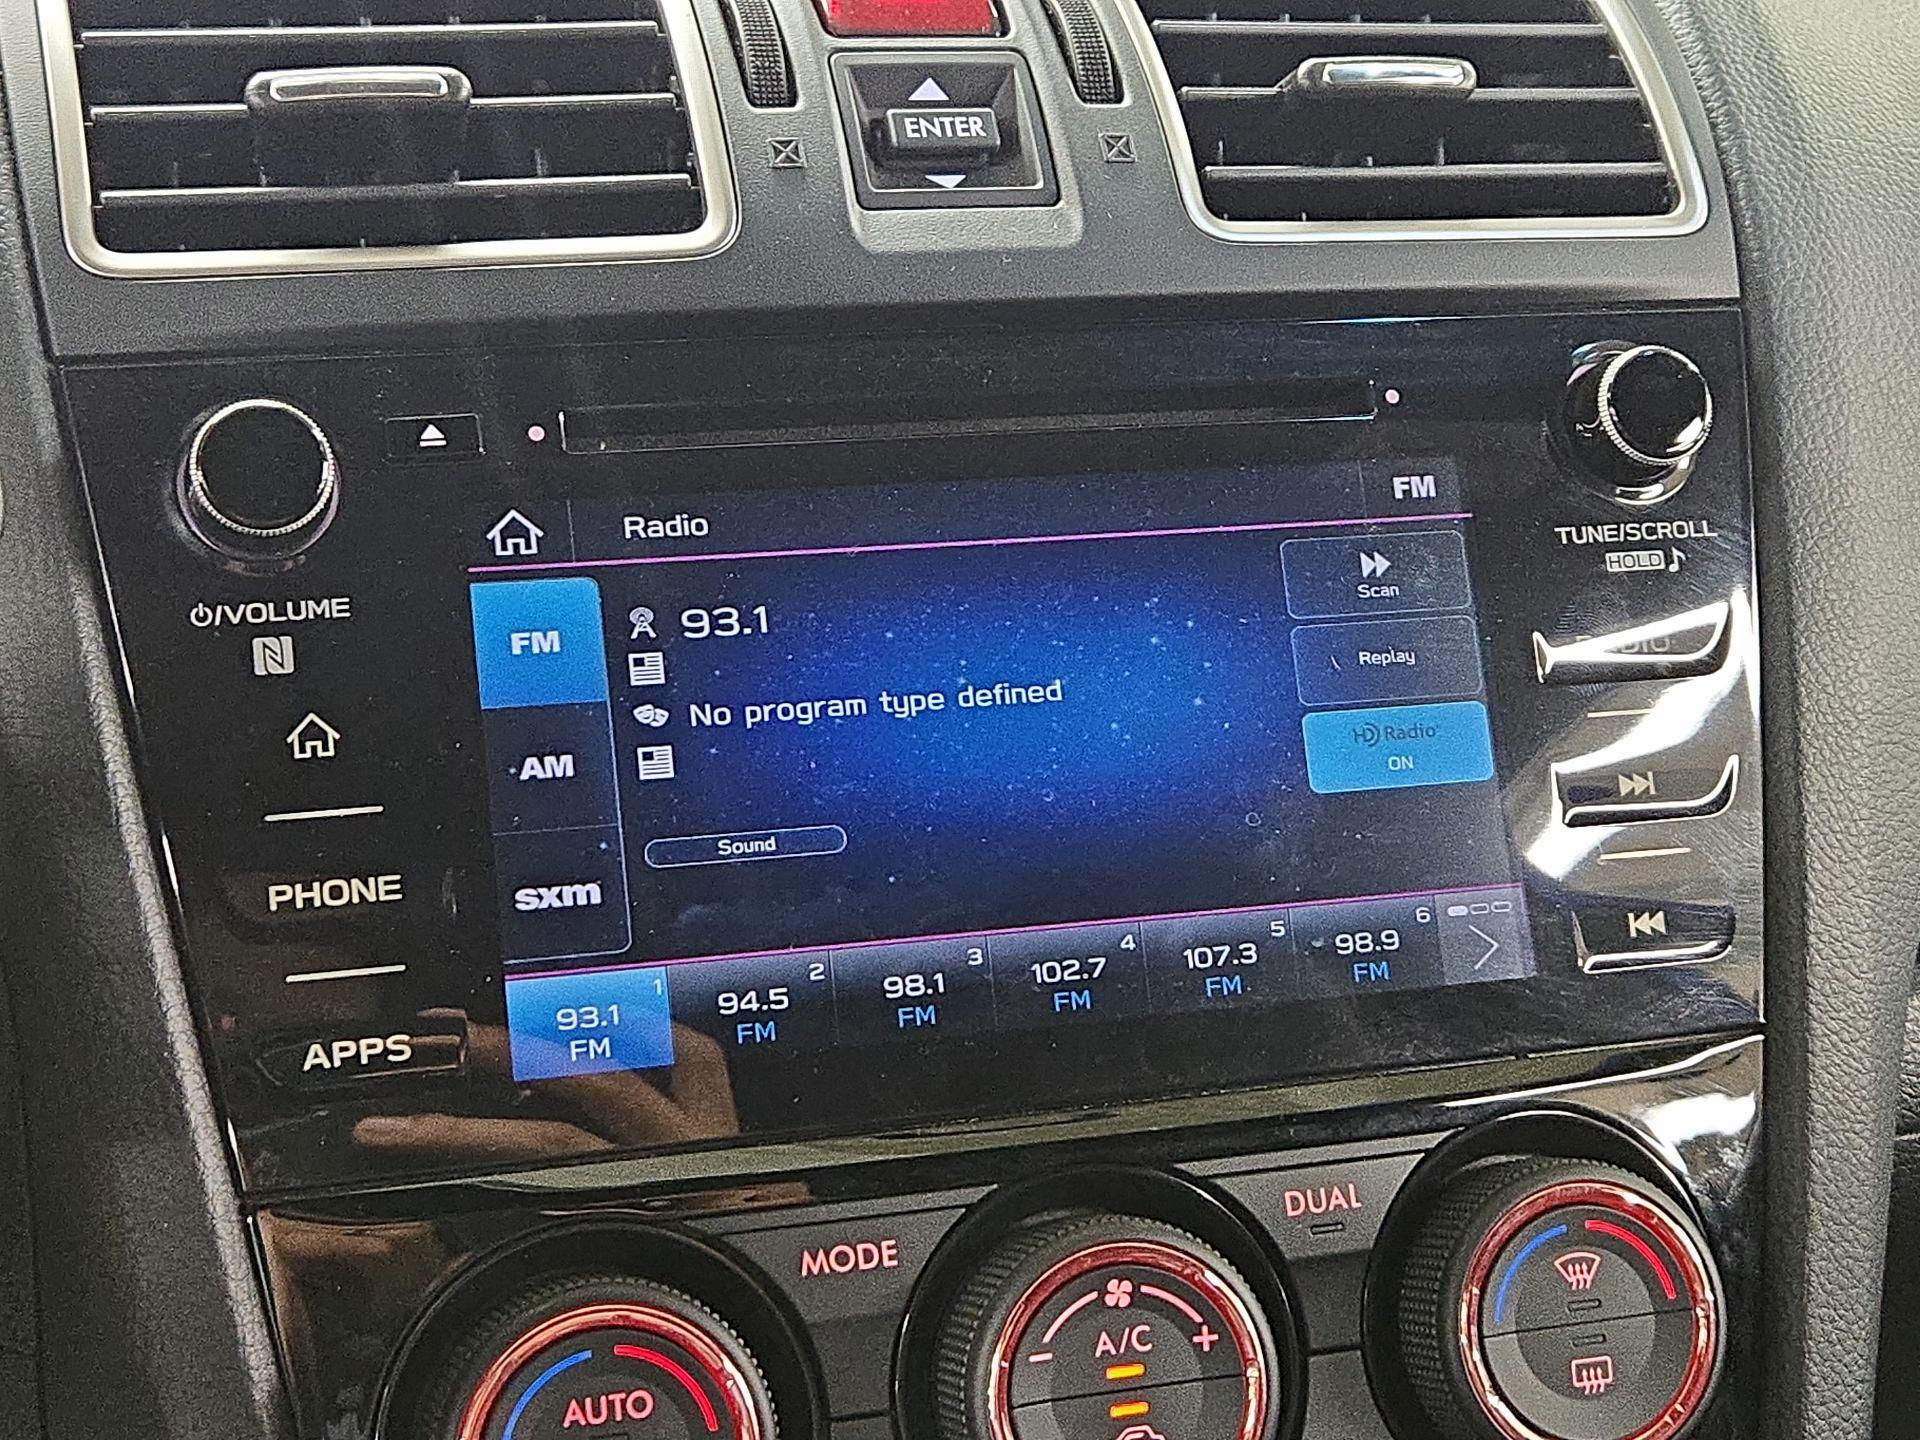 ENTER
FM
Radio
TUNE/SCROLL
HOLD
/VOLUME
N
Scan
FM
93.1
Replay
No program type defined
HD Radio
ON
AM
Sound
sxm
PHONE
APPS
1
93.1
FM
2
94.5
FM
3
98.1
FM
4
102.7
FM
5
107.3
FM
6
98.9
FM
MODE
DUAL
A/C
- +
AUTO